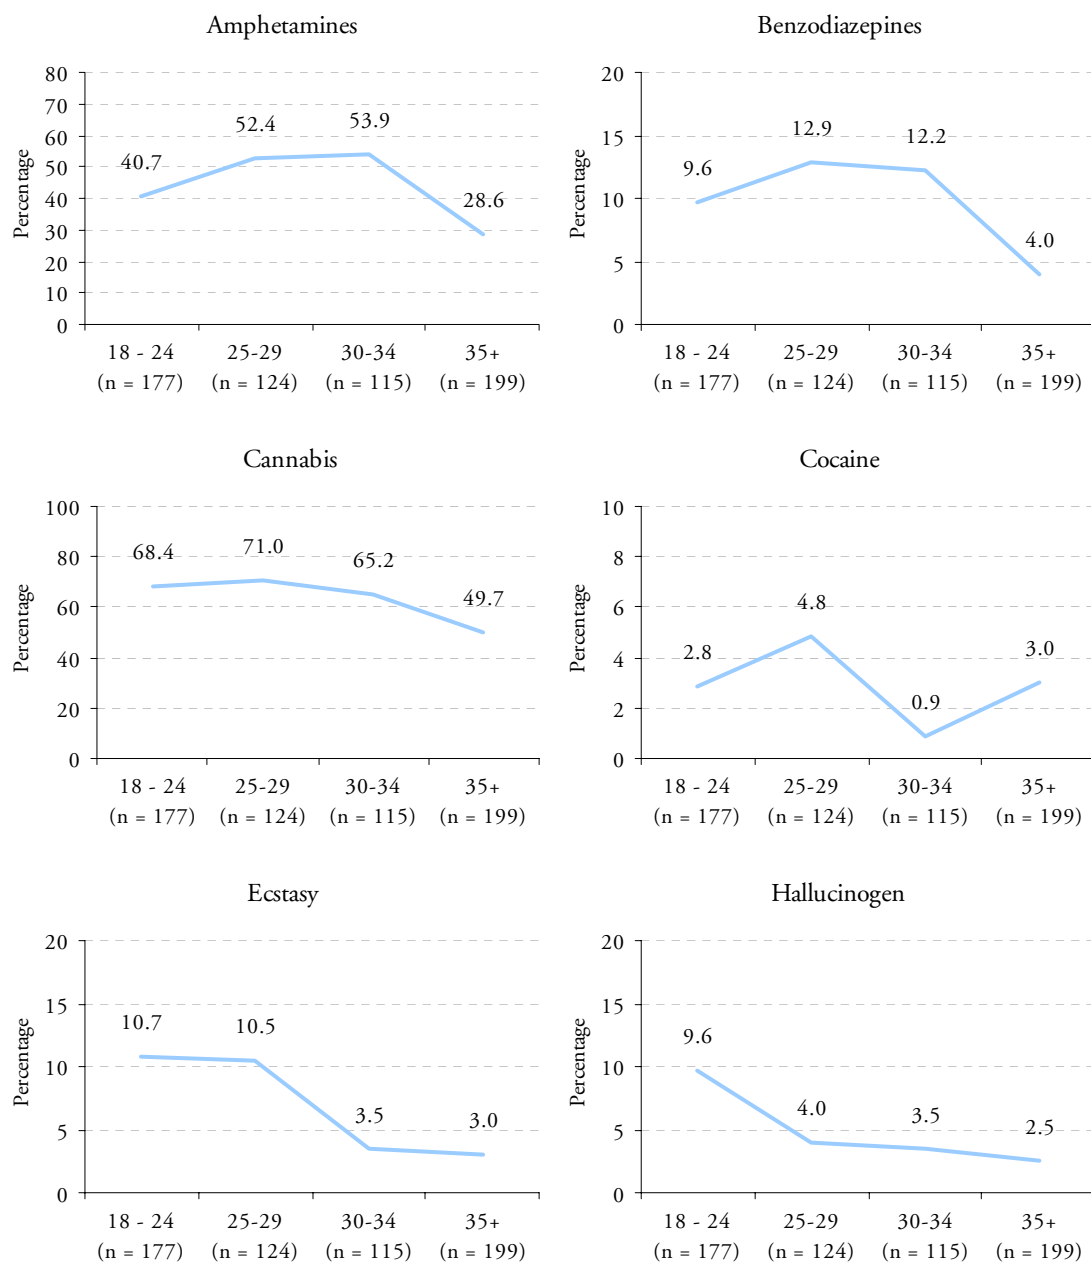 Amphetamines
Percentage
80
70
60
50
40
30
20
10
0
40.7
52.4
53.9
28.6
18 - 24
(n = 177)
25-29
(n = 124)
30-34
(n = 115)
35+
(n = 199)
Benzodiazepines
Percentage
20
15
10
5
0
9.6
12.9
12.2
4.0
18 - 24
(n = 177)
25-29
(n = 124)
30-34
(n = 115)
35+
(n = 199)
Cannabis
Percentage
100
80
60
40
20
0
68.4
71.0
65.2
49.7
18 - 24
(n = 177)
25-29
(n = 124)
30-34
(n = 115)
35+
(n = 199)
Cocaine
Percentage
10
8
6
4
2
0
2.8
4.8
0.9
3.0
18 - 24
(n = 177)
25-29
(n = 124)
30-34
(n = 115)
35+
(n = 199)
Ecstasy
Percentage
20
15
10
5
0
10.7
10.5
3.5
3.0
18 - 24
(n = 177)
25-29
(n = 124)
30-34
(n = 115)
35+
(n = 199)
Hallucinogen
Percentage
20
15
10
5
0
9.6
4.0
3.5
2.5
18 - 24
(n = 177)
25-29
(n = 124)
30-34
(n = 115)
35+
(n = 199)